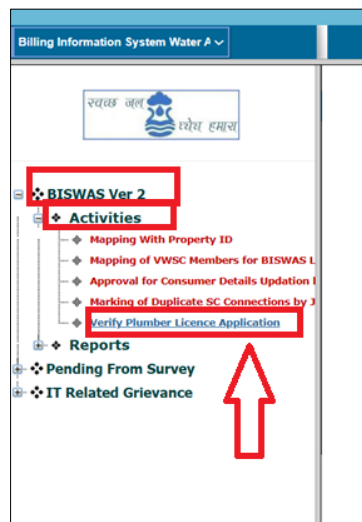 Billing Information System Water A
स्वच्छ जल
ध्येय हमारा
BISWAS Ver 2
Activities
Mapping With Property ID
Mapping of VWSC Members for BISWAS L
Approval for Consumer Details Updation
Marking of Duplicate SC Connections by J
Verify Plumber Licence Application
Reports
Pending From Survey
IT Related Grievance